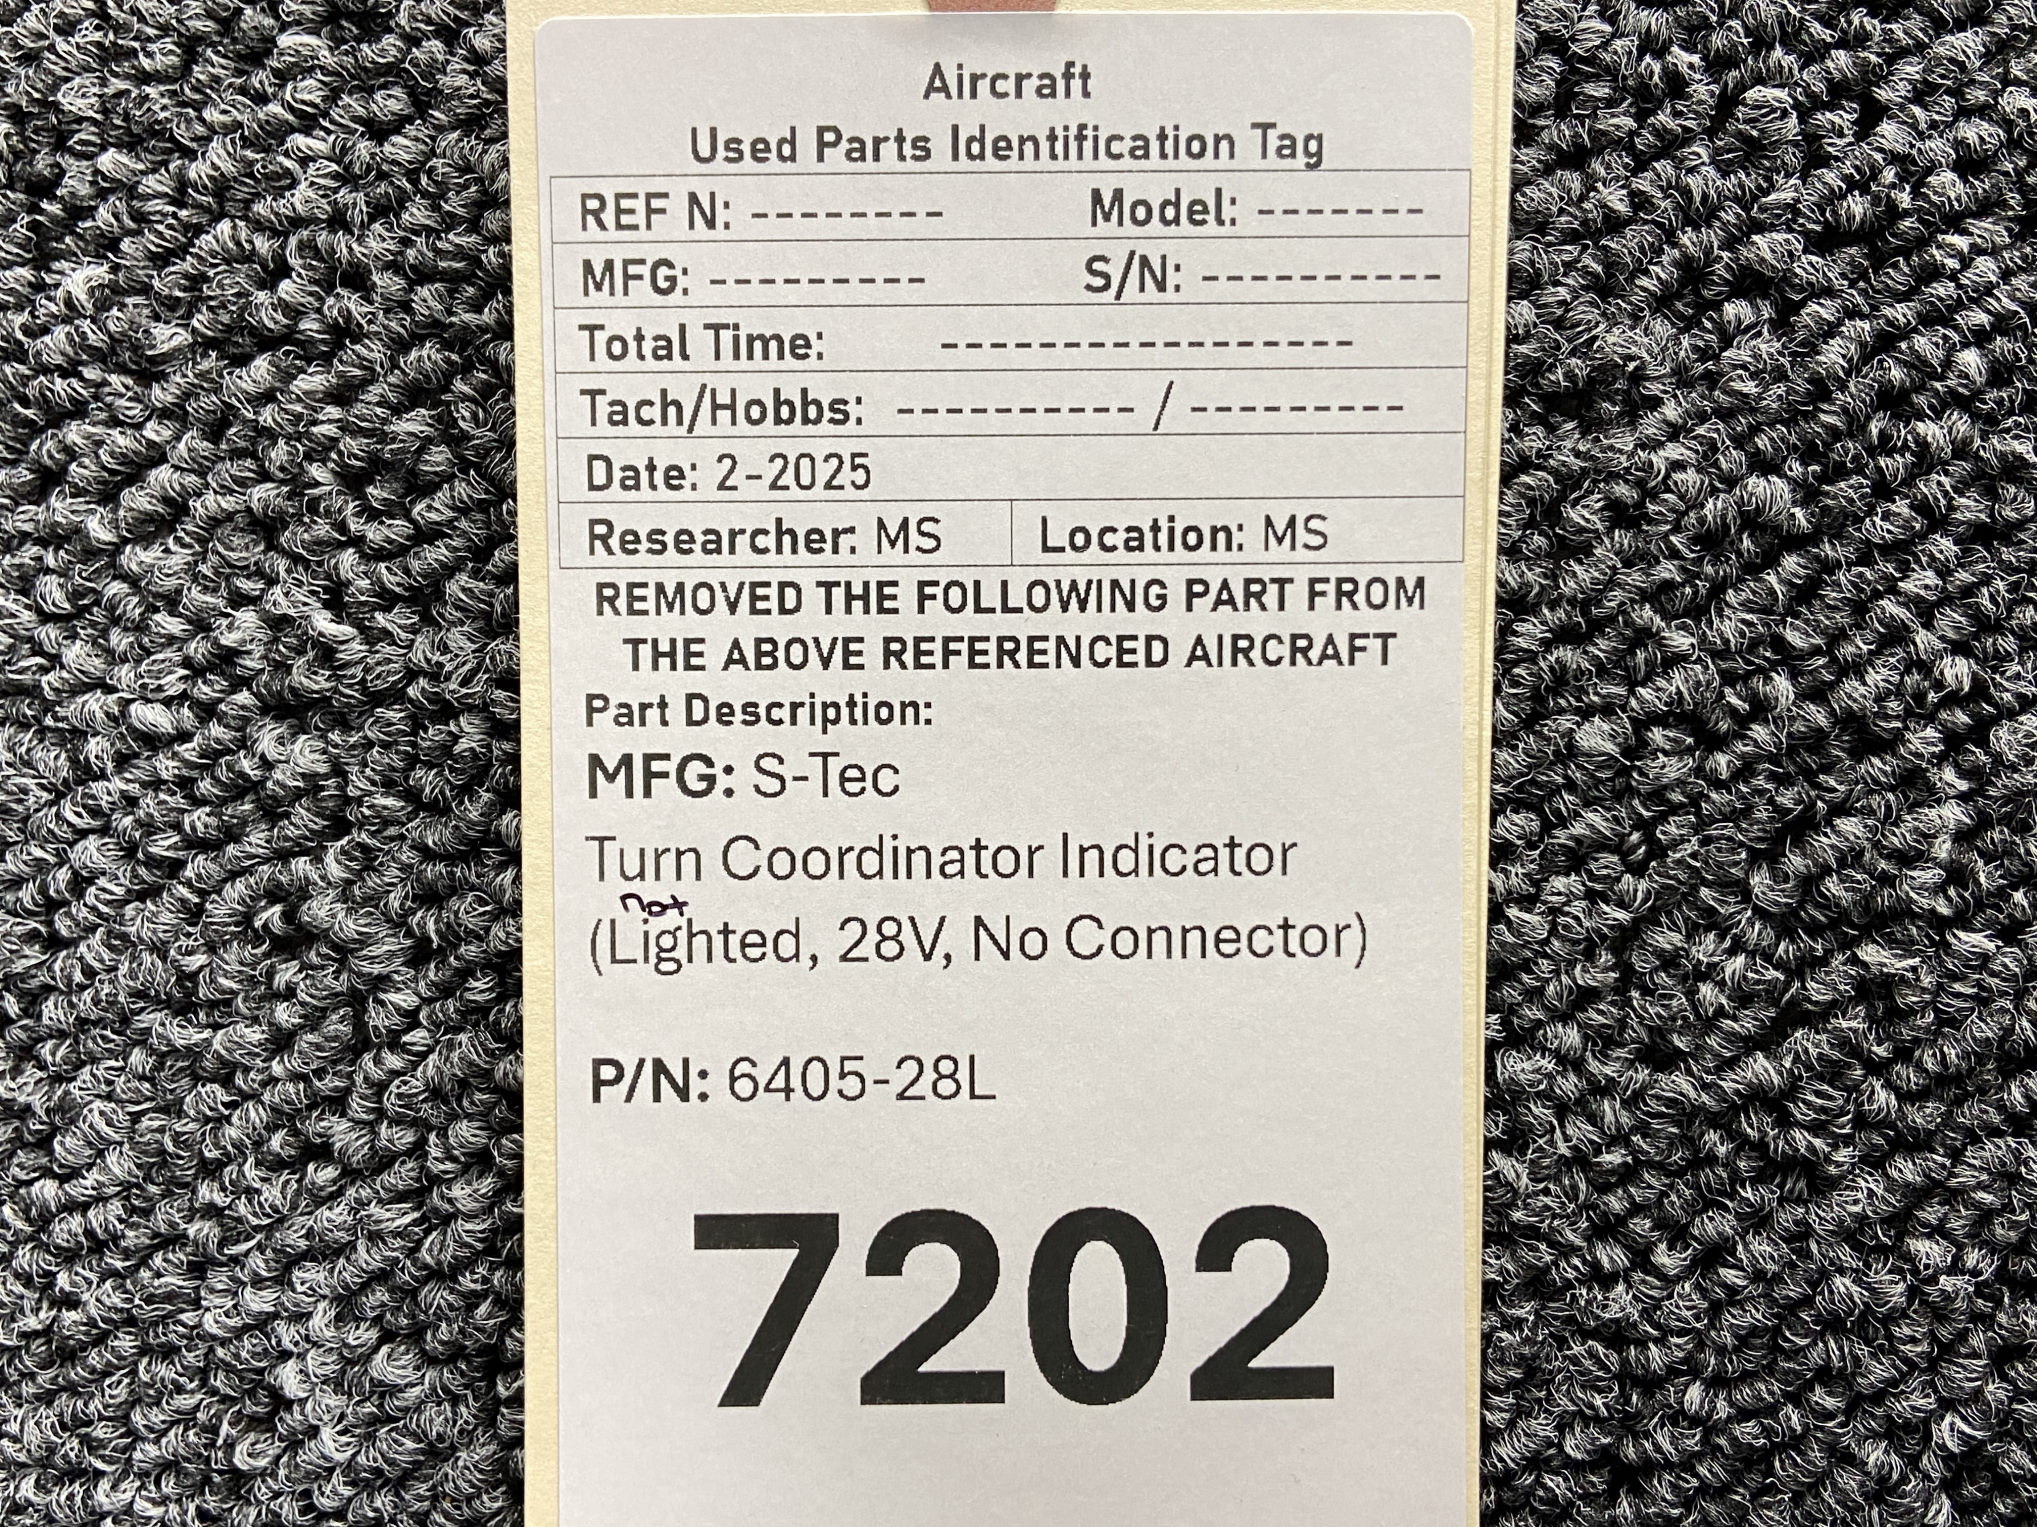 Aircraft
Used Parts Identification Tag
REF N: -------- Model: -------
MFG: --------- S/N: ----------
Total Time: -----------------
Tach/Hobbs: ---------- / ---------
Date: 2-2025
Researcher: MS Location: MS
REMOVED THE FOLLOWING PART FROM
THE ABOVE REFERENCED AIRCRAFT
Part Description:
MFG: S-Tec
Turn Coordinator Indicator
not
(Lighted, 28V, No Connector)
P/N: 6405-28L
7202